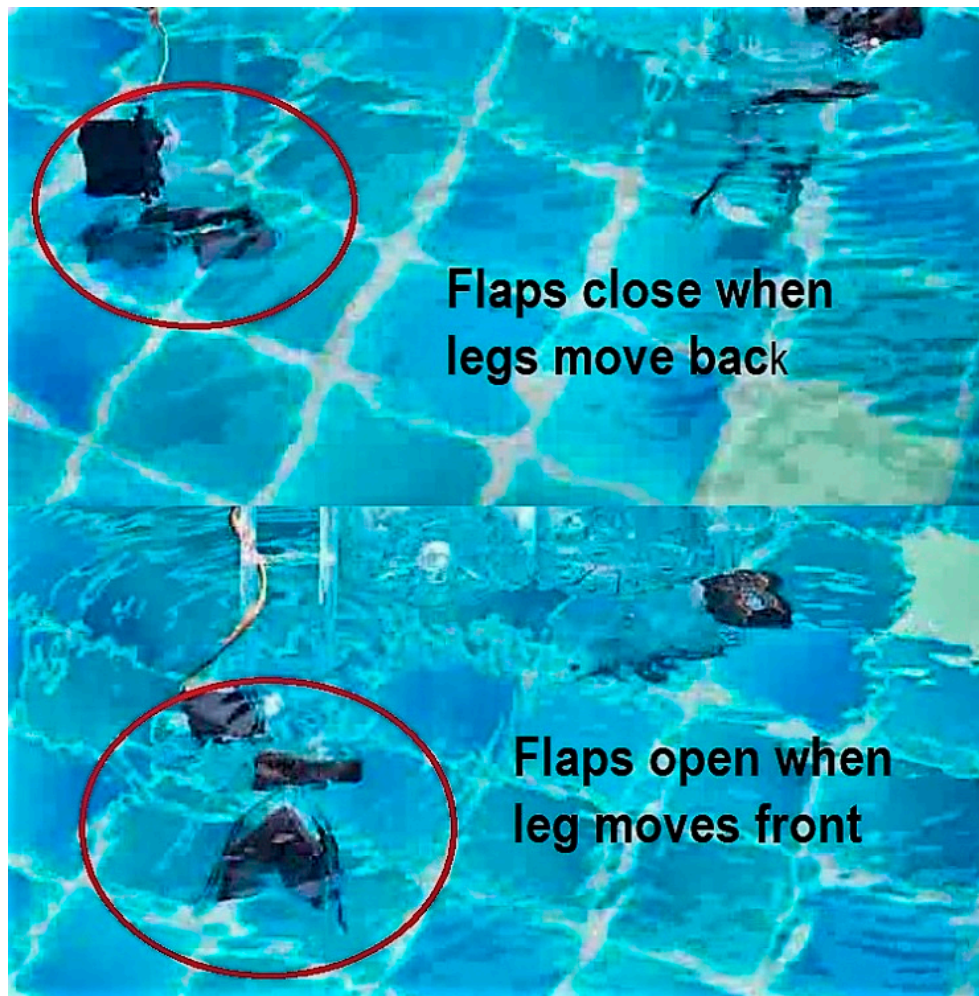 Flaps close when
legs move back
Flaps open when
leg moves front